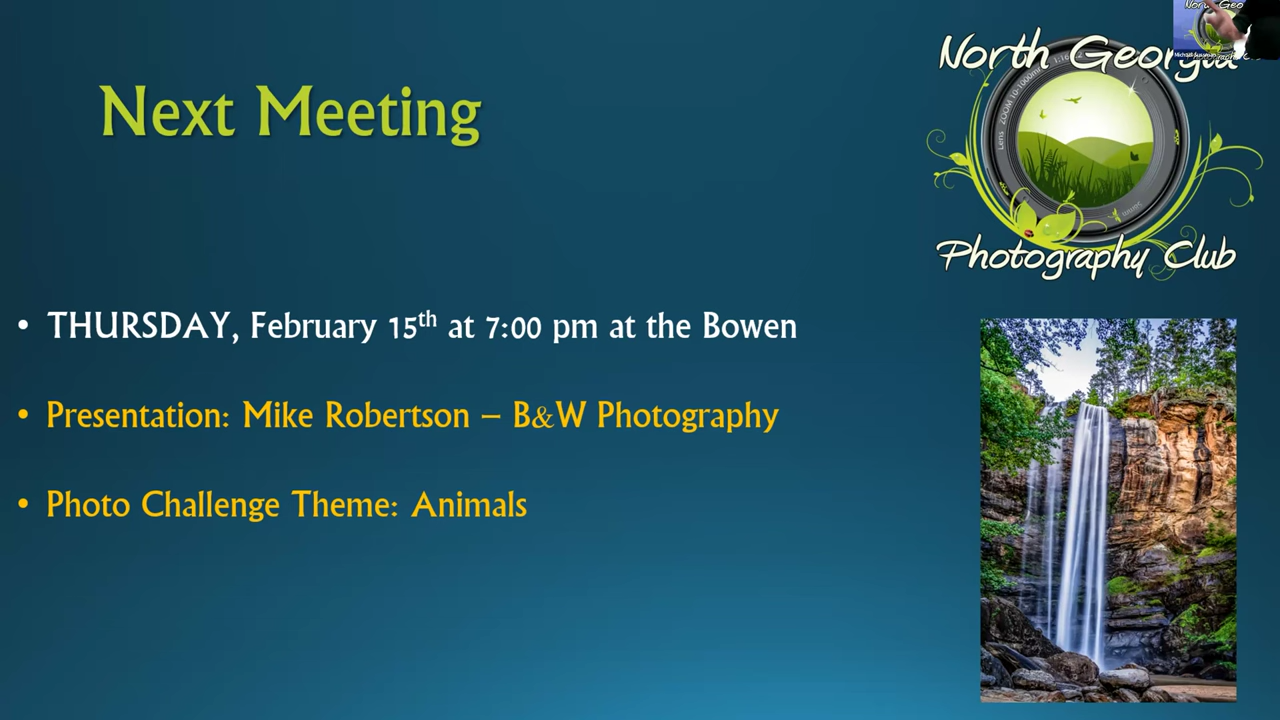 North Georgia
Next Meeting
Photography Club
• THURSDAY, February 15th at 7:00 pm at the Bowen
• Presentation: Mike Robertson – B&W Photography
• Photo Challenge Theme: Animals